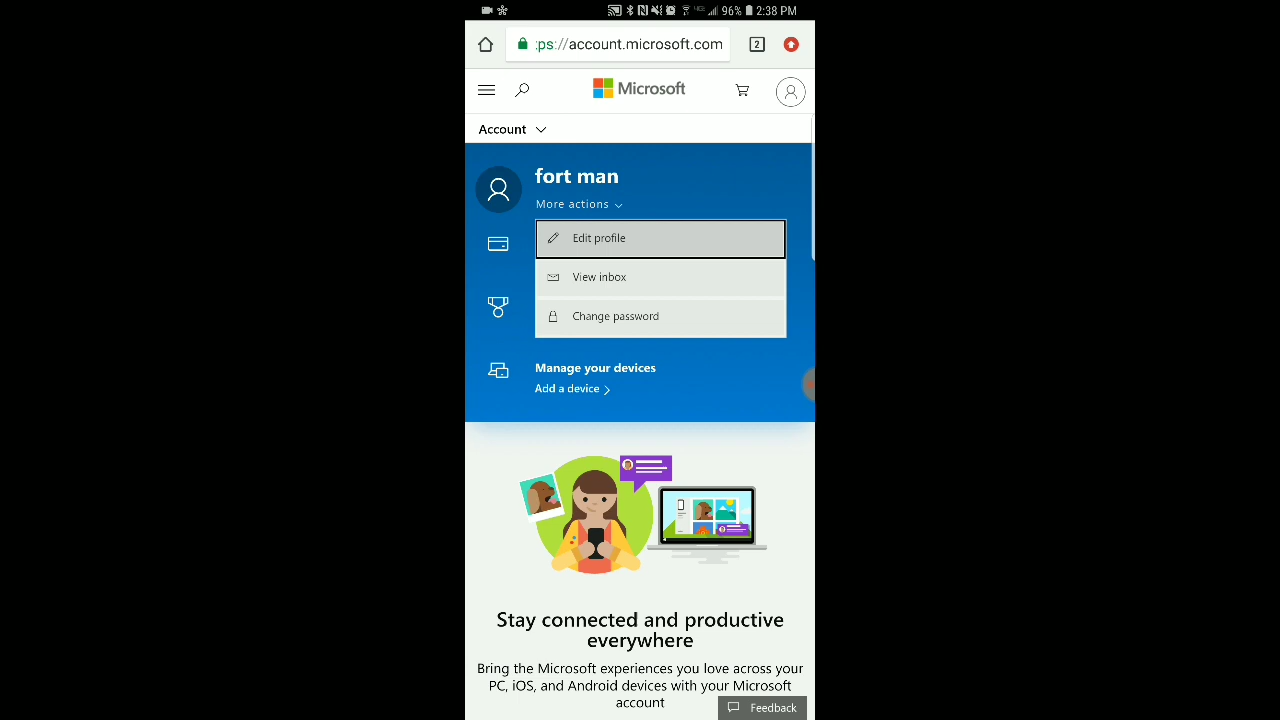 96% 2:38 PM
:ps://account.microsoft.com 2
Microsoft
Account
fort man
More actions
Edit profile
View inbox
Change password
Manage your devices
Add a device
Stay connected and productive
everywhere
Bring the Microsoft experiences you love across your
PC, iOS, and Android devices with your Microsoft
account
Feedback